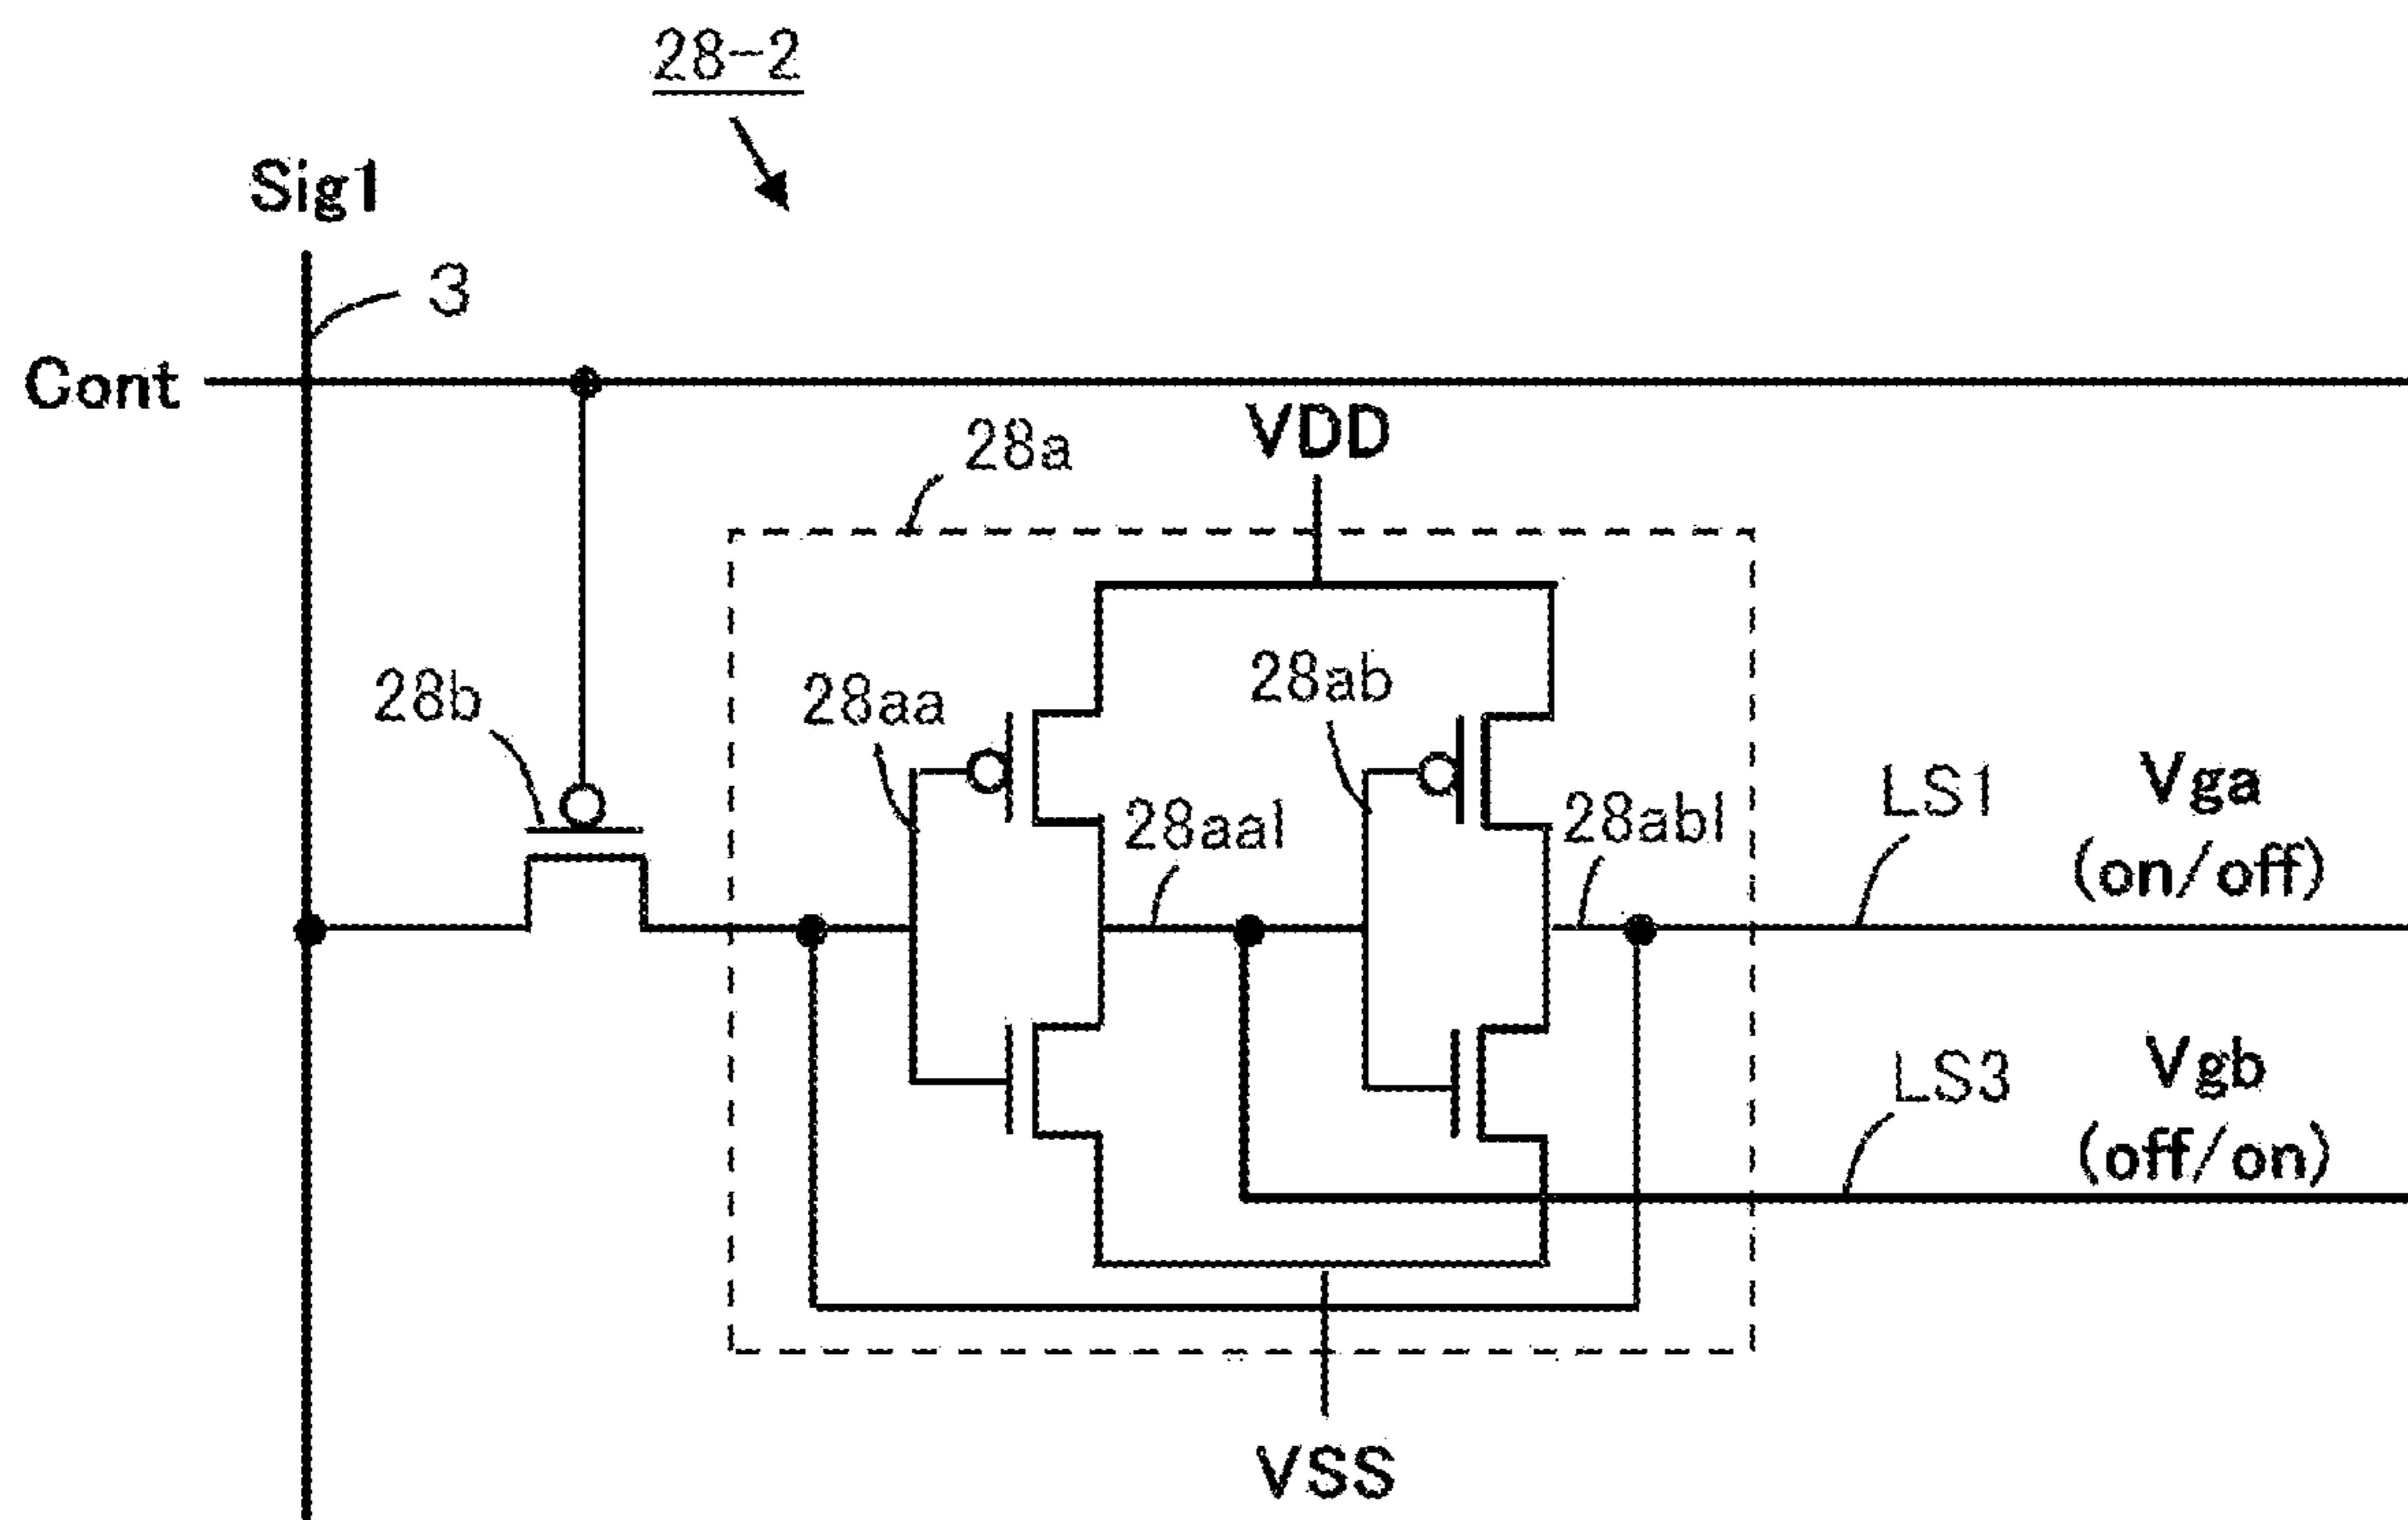 28-2
Sig1
3
Cont
28a
VDD
28b
28aa
28ab
28aal
28abl
LS1
Vga
(on/off)
LS3
Vgb
(off/on)
VSS